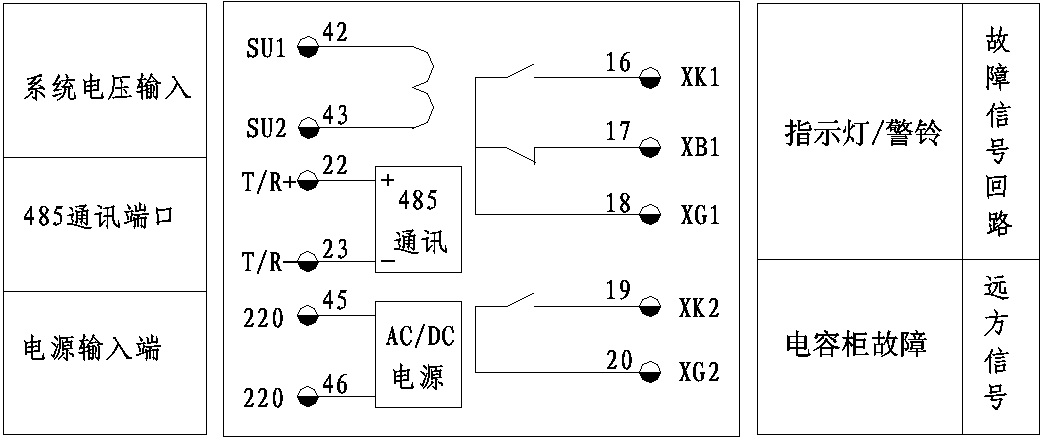 系统电压输入
485通讯端口
电源输入端
SU1 42
SU2 43
T/R+ 22
T/R- 23
+ 485
通讯
-
220 45
220 46
AC/DC
电源
16 XK1
17 XB1
18 XG1
19 XK2
20 XG2
指示灯/警铃
故障信号回路
电容柜故障
远方信号